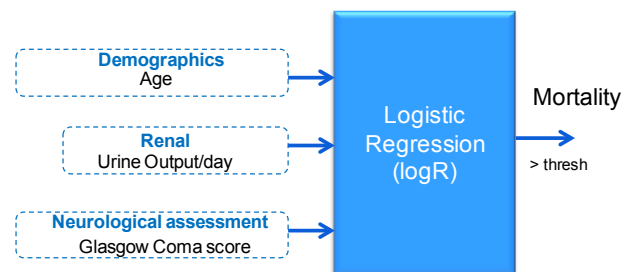 Demographics
Age
Renal
Urine Output/day
Neurological assessment
Glasgow Coma score
Logistic
Regression
(logR)
Mortality
> thresh